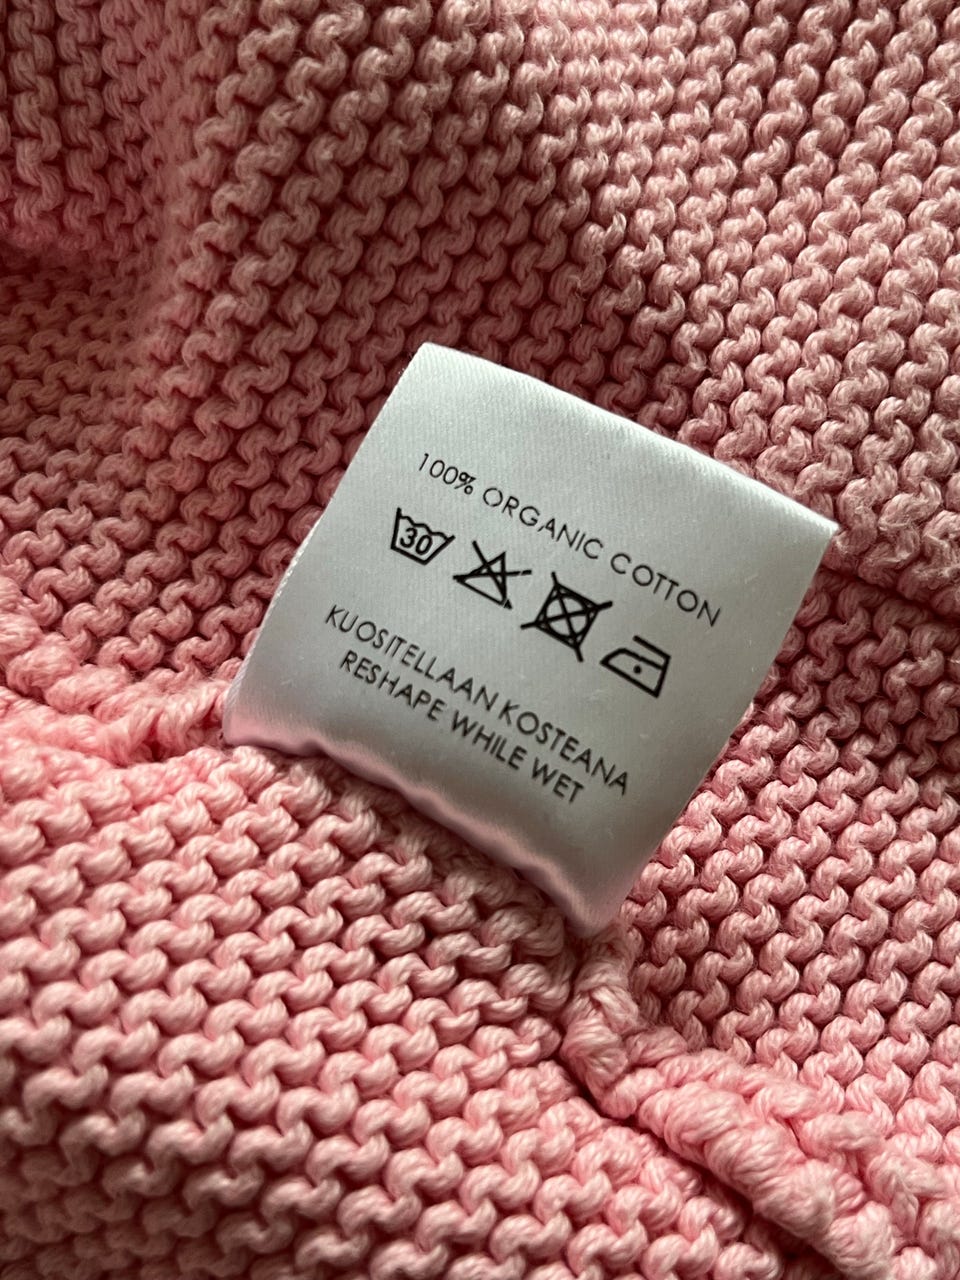 100% ORGANIC COTTON
30
KUOSITELLAAN KOSTEANA
RESHAPE WHILE WET